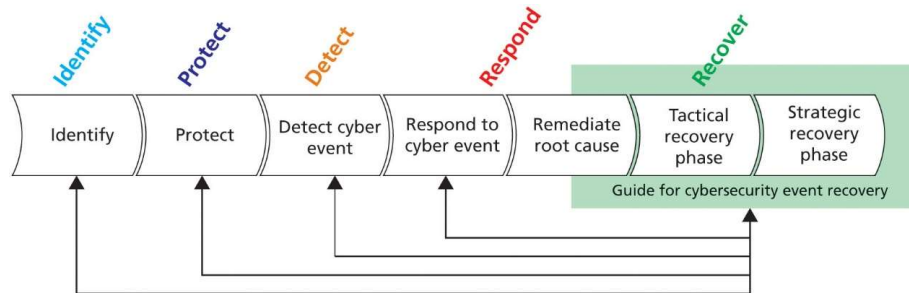 Identify
Protect
Detect
Respond
Recover
Identify
Protect
Detect cyber
event
Respond to
cyber event
Remediate
root cause
Tactical
recovery
phase
Strategic
recovery
phase
Guide for cybersecurity event recovery